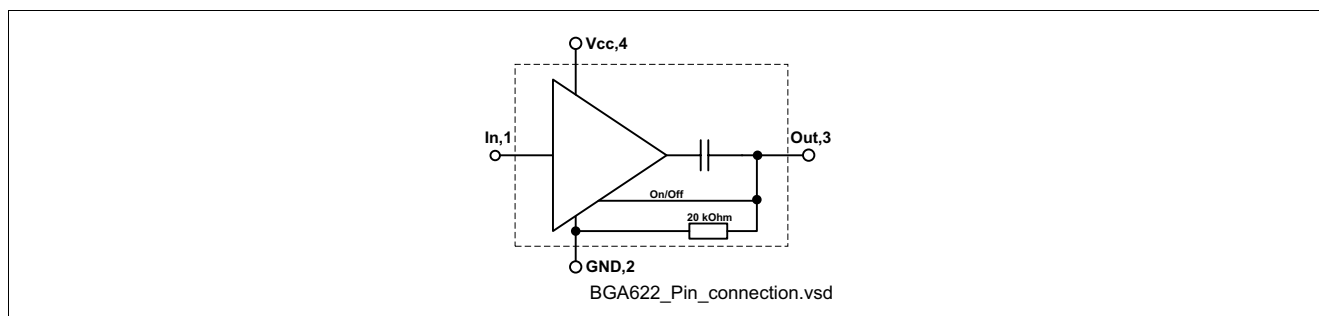 Vcc,4
In,1
Out,3
On/Off
20 kOhm
GND,2
BGA622_Pin_connection.vsd